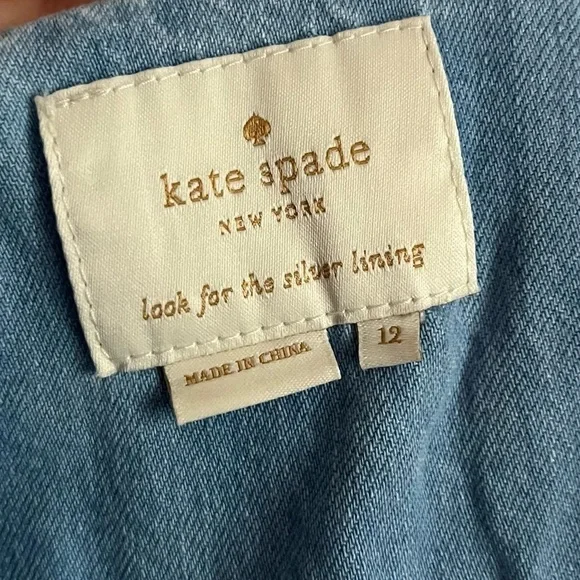 kate spade
NEW YORK
look for the silver lining
MADE IN CHINA
12